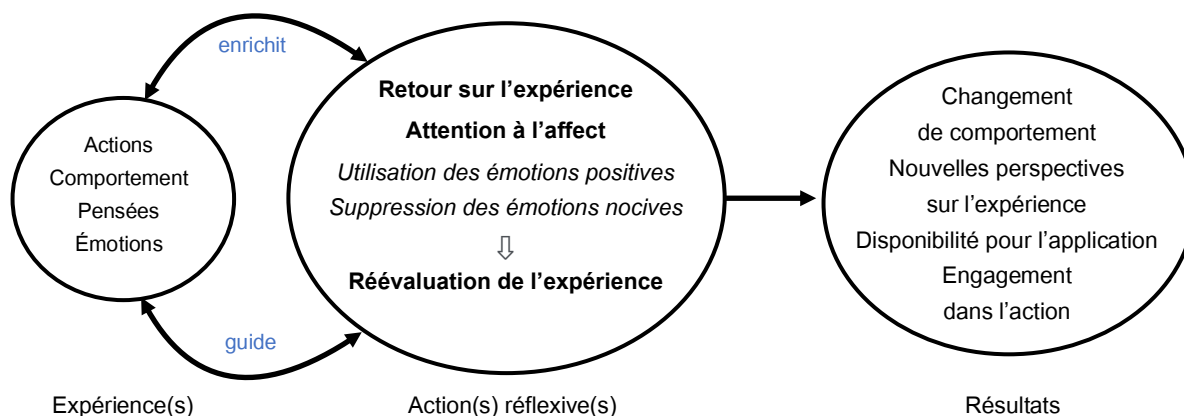 enrichit
Actions
Comportement
Pensées
Émotions
guide
Expérience(s)
Retour sur l’expérience
Attention à l’affect
Utilisation des émotions positives
Suppression des émotions nocives
Réévaluation de l’expérience
Action(s) réflexive(s)
Changement
de comportement
Nouvelles perspectives
sur l’expérience
Disponibilité pour l’application
Engagement
dans l’action
Résultats